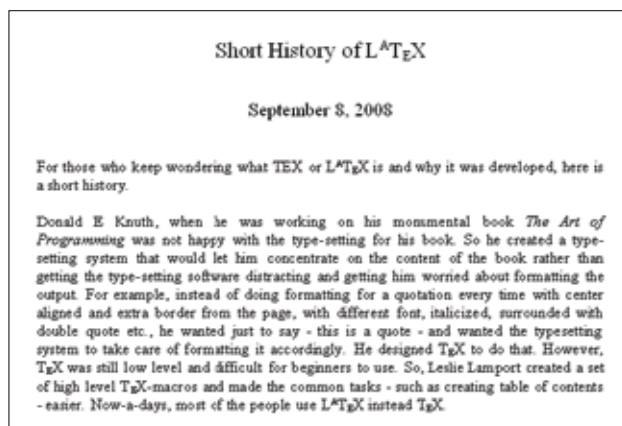 Short History of LATEX
September 8, 2008
For those who keep wondering what TEX or LATEX is and why it was developed, here is
a short history.
Donald E Knuth, when he was working on his monumental book The Art of
Programming was not happy with the type-setting for his book. So he created a type-
setting system that would let him concentrate on the content of the book rather than
getting the type-setting software distracting and getting him worried about formatting the
output. For example, instead of doing formatting for a quotation every time with center
aligned and extra border from the page, with different font, italicized, surrounded with
double quote etc., he wanted just to say - this is a quote - and wanted the typesetting
system to take care of formatting it accordingly. He designed TEX to do that. However,
TEX was still low level and difficult for beginners to use. So, Leslie Lamport created a set
of high level TEX-macros and made the common tasks - such as creating table of contents
- easier. Now-a-days, most of the people use LATEX instead TEX.